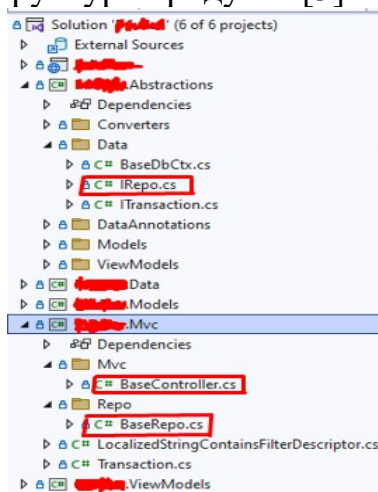 Solution ' ' (6 of 6 projects)
External Sources
.Abstractions
Dependencies
Converters
Data
C# BaseDbCtx.cs
C# IRepo.cs
C# ITransaction.cs
DataAnnotations
Models
ViewModels
.Data
.Models
.Mvc
Dependencies
Mvc
C# BaseController.cs
Repo
C# BaseRepo.cs
C# LocalizedStringContainsFilterDescriptor.cs
C# Transaction.cs
.ViewModels